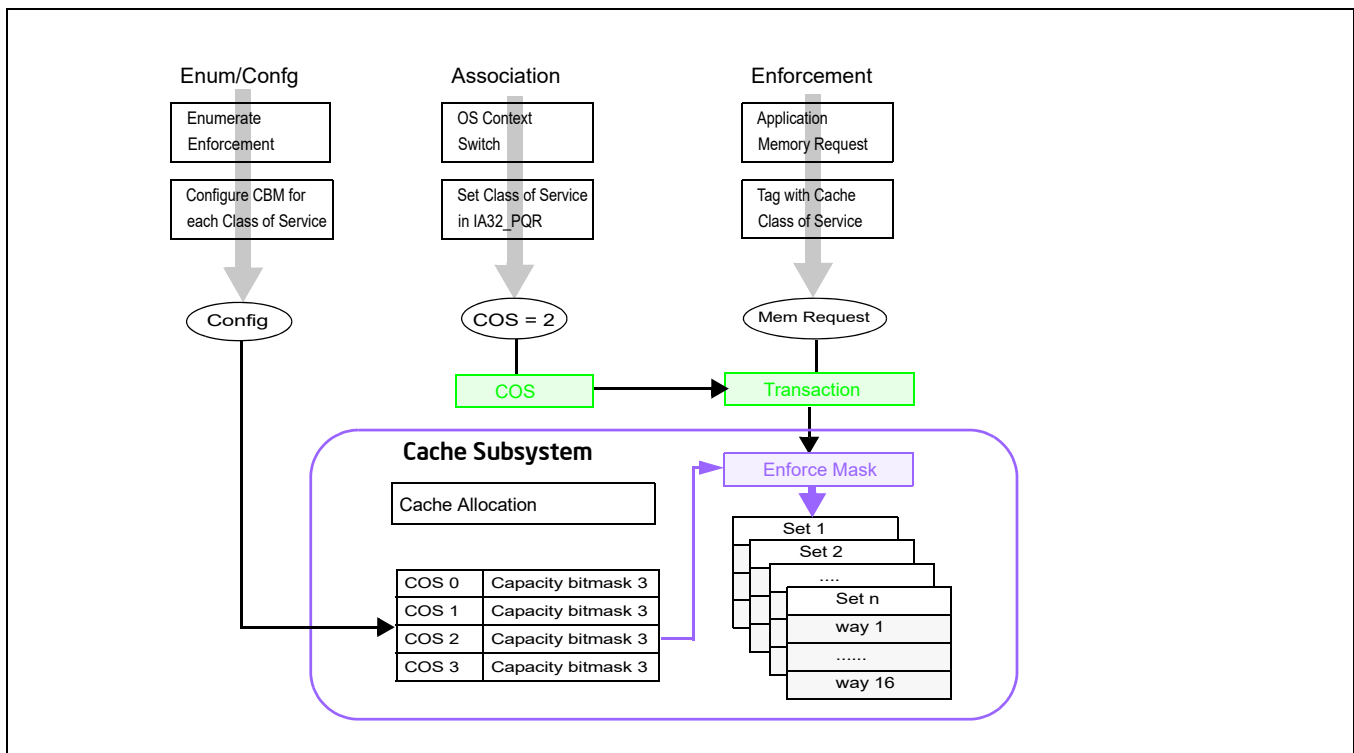 Enum/Confg
Association
Enforcement
Enumerate
Enforcement
OS Context
Switch
Application
Memory Request
Configure CBM for
each Class of Service
Set Class of Service
in IA32_PQR
Tag with Cache
Class of Service
Config
COS = 2
Mem Request
COS
Transaction
Cache Subsystem
Enforce Mask
Cache Allocation
Set 1
Set 2
....
Set n
way 1
......
way 16
COS 0 Capacity bitmask 3
COS 1 Capacity bitmask 3
COS 2 Capacity bitmask 3
COS 3 Capacity bitmask 3